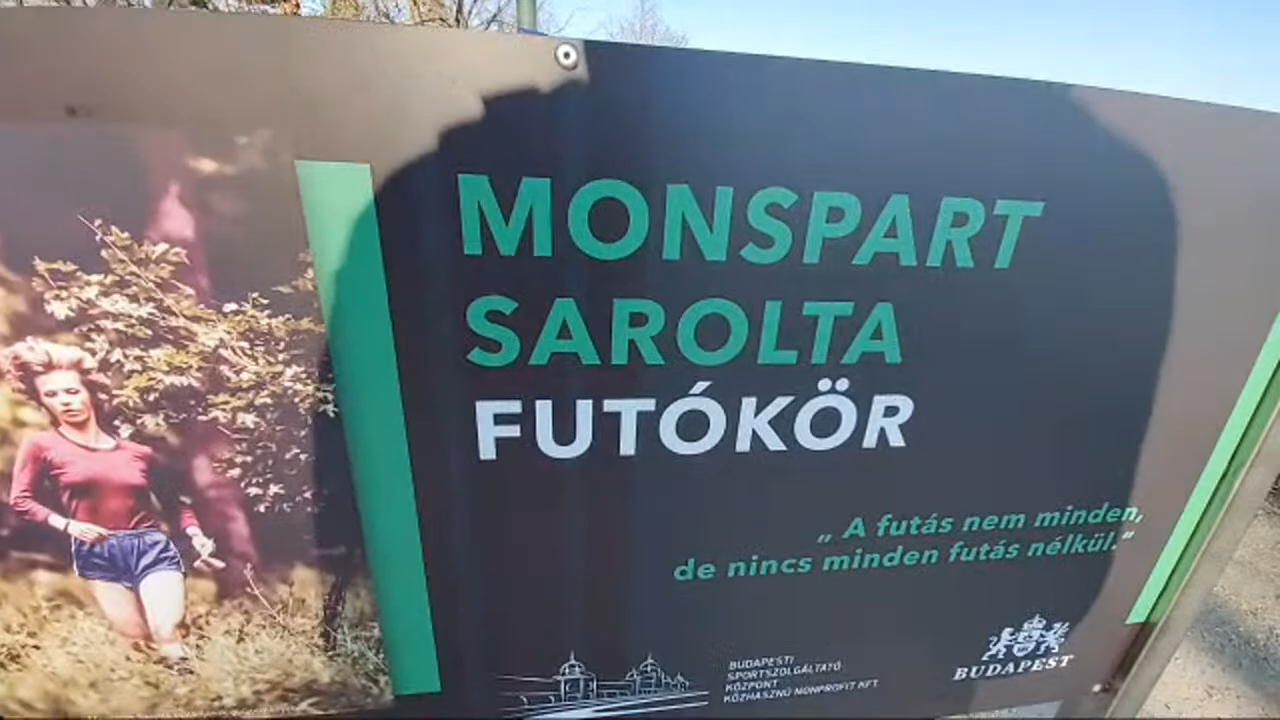 MONSPART
SAROLTA
FUTÓKÖR
„ A futás nem minden,
de nincs minden futás nélkül.”
BUDAPESTI
SPORTSZOLGÁLTATÓ
KÖZPONT
KÖZHASZNÚ NONPROFIT KFT
BUDAPEST